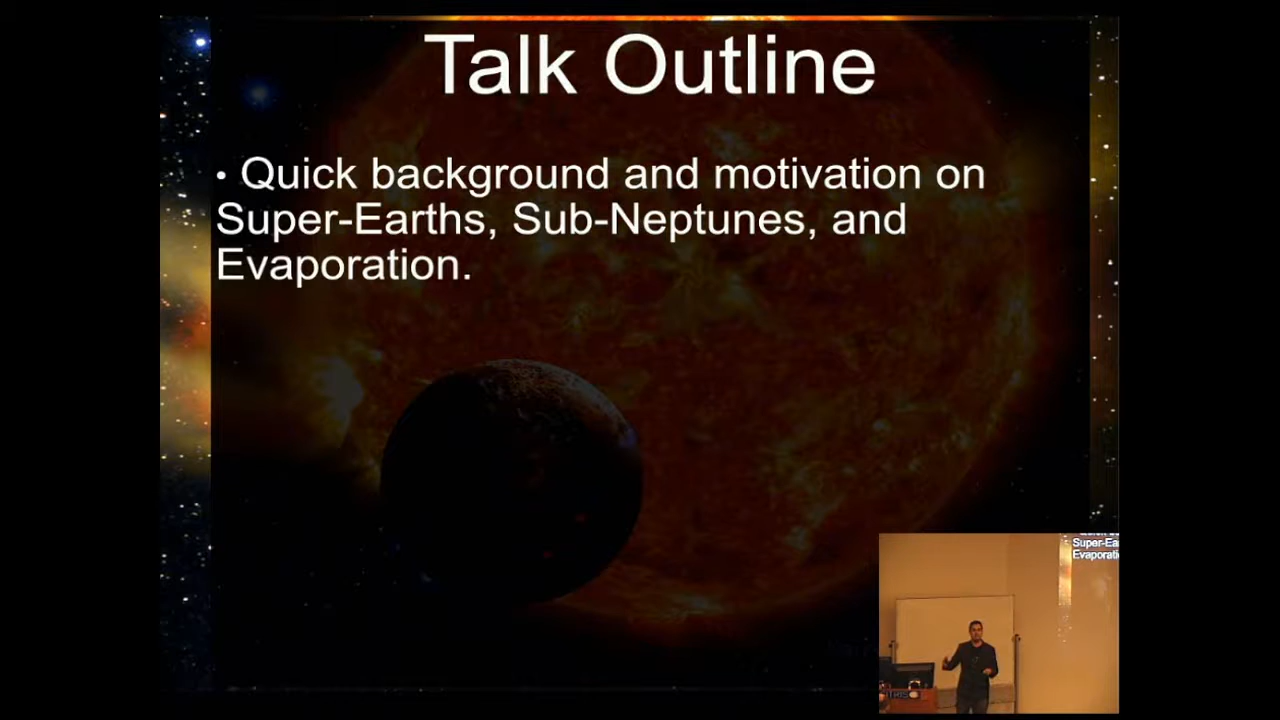 Talk Outline
• Quick background and motivation on
Super-Earths, Sub-Neptunes, and
Evaporation.
Super-Ea
Evaporati